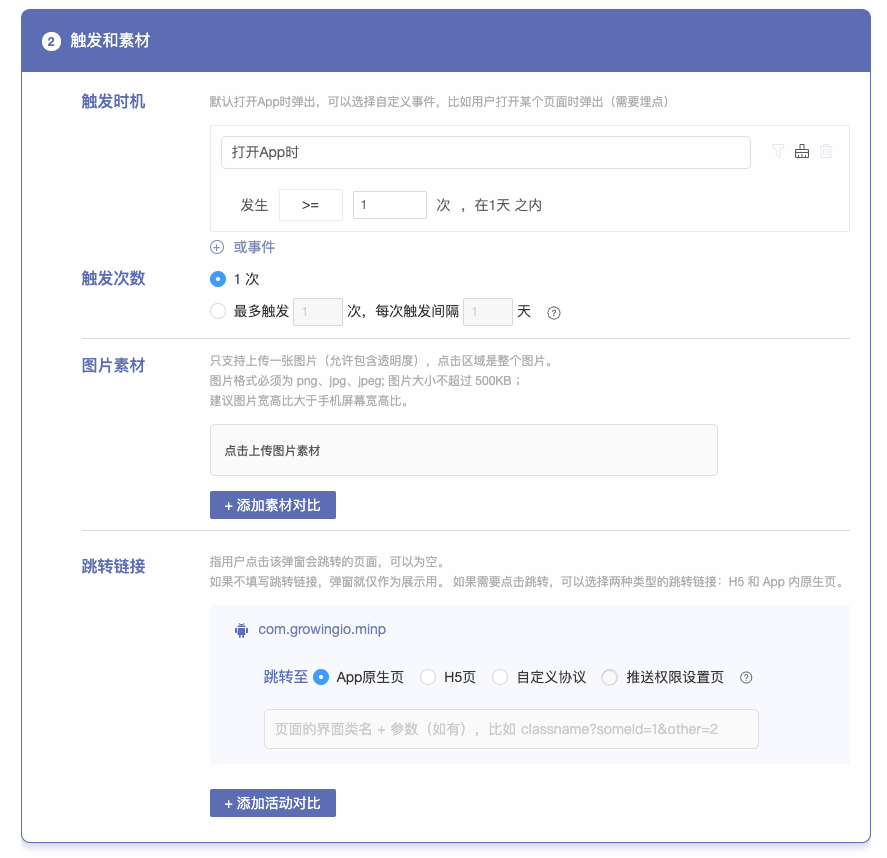 2 触发和素材
触发时机
默认打开App时弹出，可以选择自定义事件，比如用户打开某个页面时弹出（需要埋点）
打开App时
发生 >= 1 次 ，在1天 之内
或事件
触发次数
1 次
最多触发 1 次，每次触发间隔 1 天 ?
图片素材
只支持上传一张图片（允许包含透明度），点击区域是整个图片。
图片格式必须为 png、jpg、jpeg; 图片大小不超过 500KB；
建议图片宽高比大于手机屏幕宽高比。
点击上传图片素材
+ 添加素材对比
跳转链接
指用户点击该弹窗会跳转的页面，可以为空。
如果不填写跳转链接，弹窗就仅作为展示用。 如果需要点击跳转，可以选择两种类型的跳转链接：H5 和 App 内原生页。
com.growingio.minp
跳转至 App原生页 H5页 自定义协议 推送权限设置页 ?
页面的界面类名 + 参数（如有），比如 classname?someId=1&other=2
+ 添加活动对比